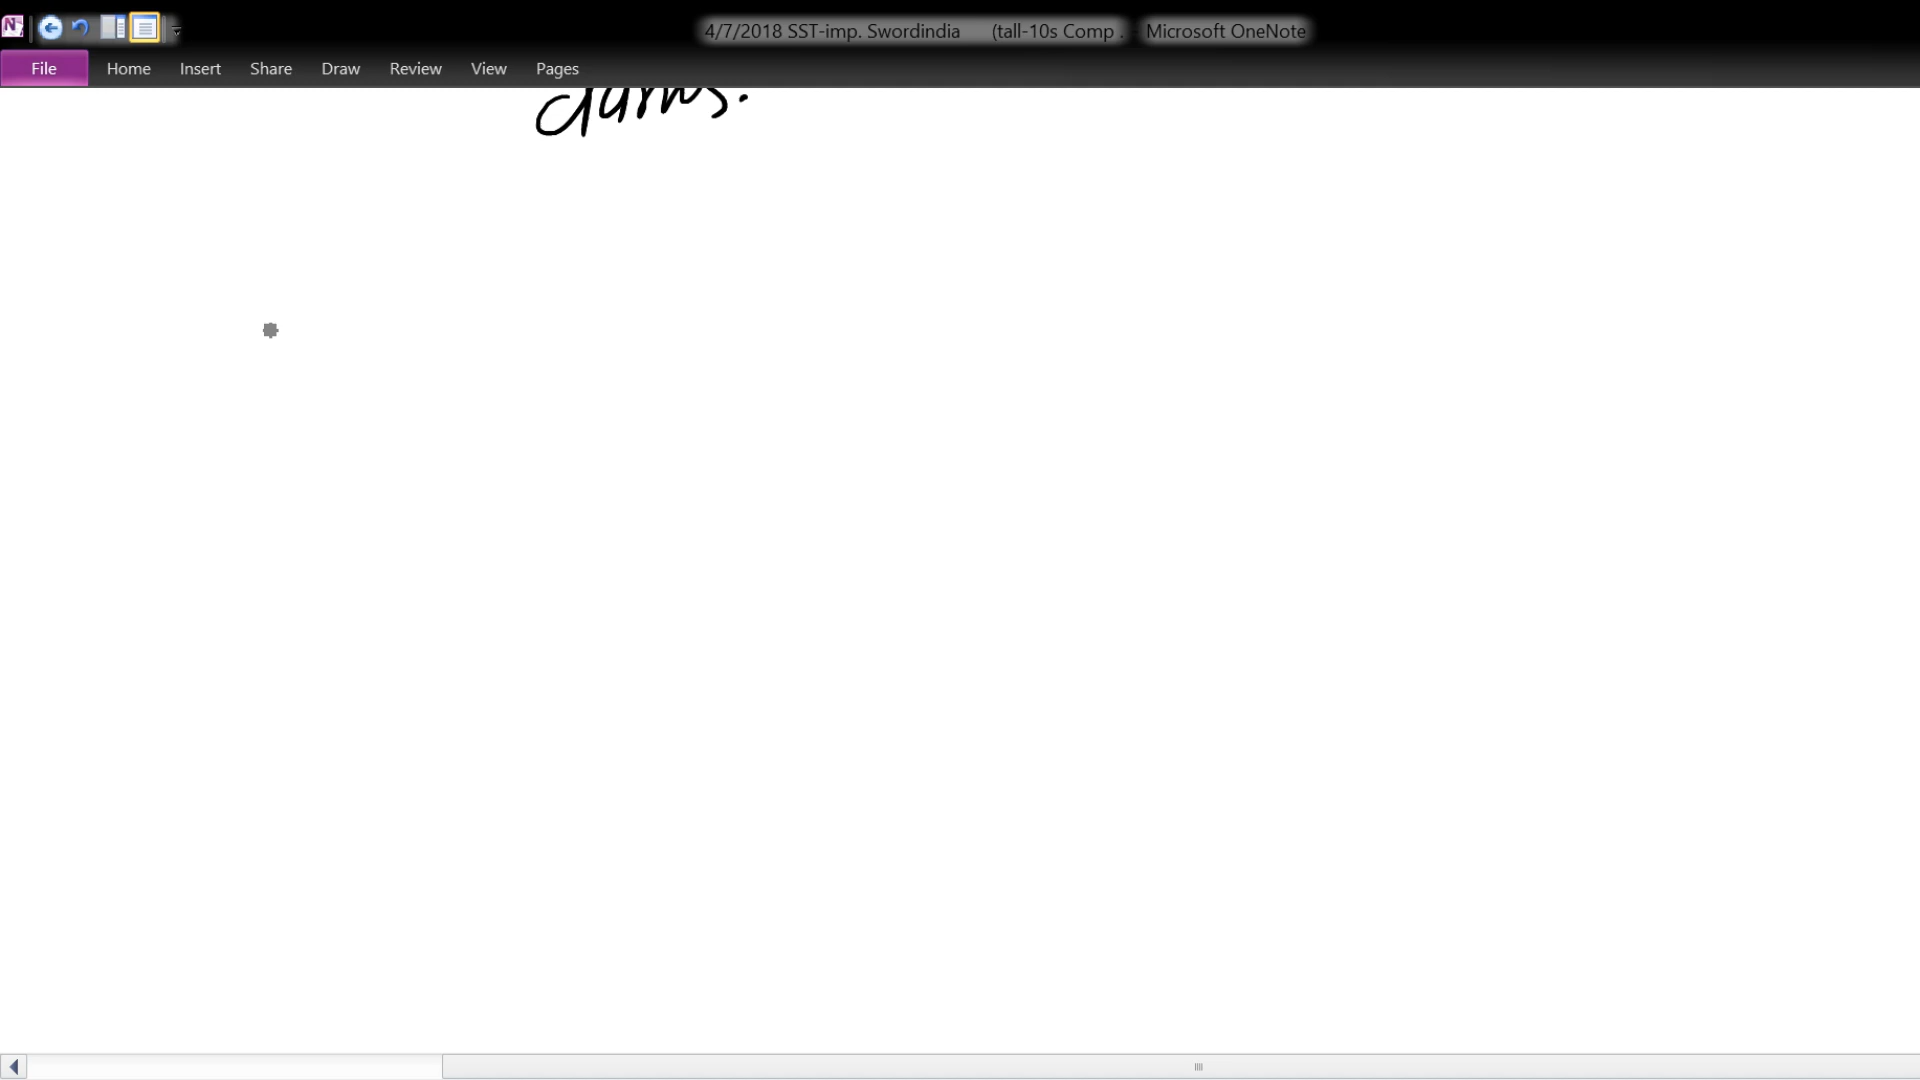 4/7/2018 SST-imp. Swordindia (tall-10s Comp . - Microsoft OneNote
File Home Insert Share Draw Review View Pages